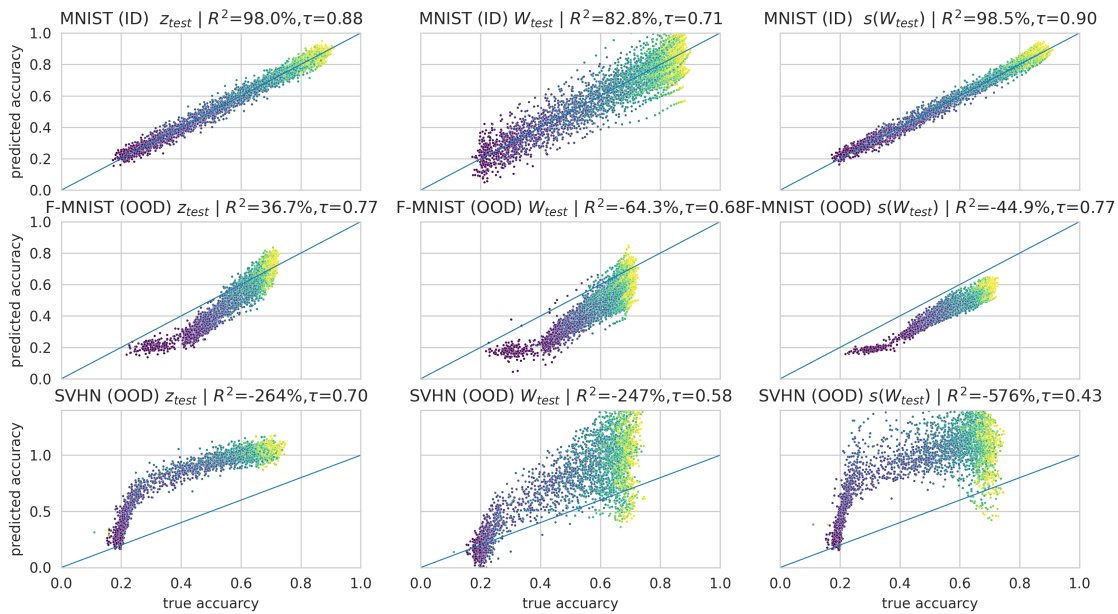 MNIST (ID) z_test | R²=98.0%,τ=0.88
MNIST (ID) W_test | R²=82.8%,τ=0.71
MNIST (ID) s(W_test) | R²=98.5%,τ=0.90
1.0
0.8
0.6
0.4
0.2
0.0
predicted accuracy
F-MNIST (OOD) z_test | R²=36.7%,τ=0.77
F-MNIST (OOD) W_test | R²=-64.3%,τ=0.68
F-MNIST (OOD) s(W_test) | R²=-44.9%,τ=0.77
1.0
0.8
0.6
0.4
0.2
0.0
predicted accuracy
SVHN (OOD) z_test | R²=-264%,τ=0.70
SVHN (OOD) W_test | R²=-247%,τ=0.58
SVHN (OOD) s(W_test) | R²=-576%,τ=0.43
1.0
0.5
0.0
predicted accuracy
0.0 0.2 0.4 0.6 0.8 1.0
0.0 0.2 0.4 0.6 0.8 1.0
0.0 0.2 0.4 0.6 0.8 1.0
true accuarcy
true accuarcy
true accuarcy